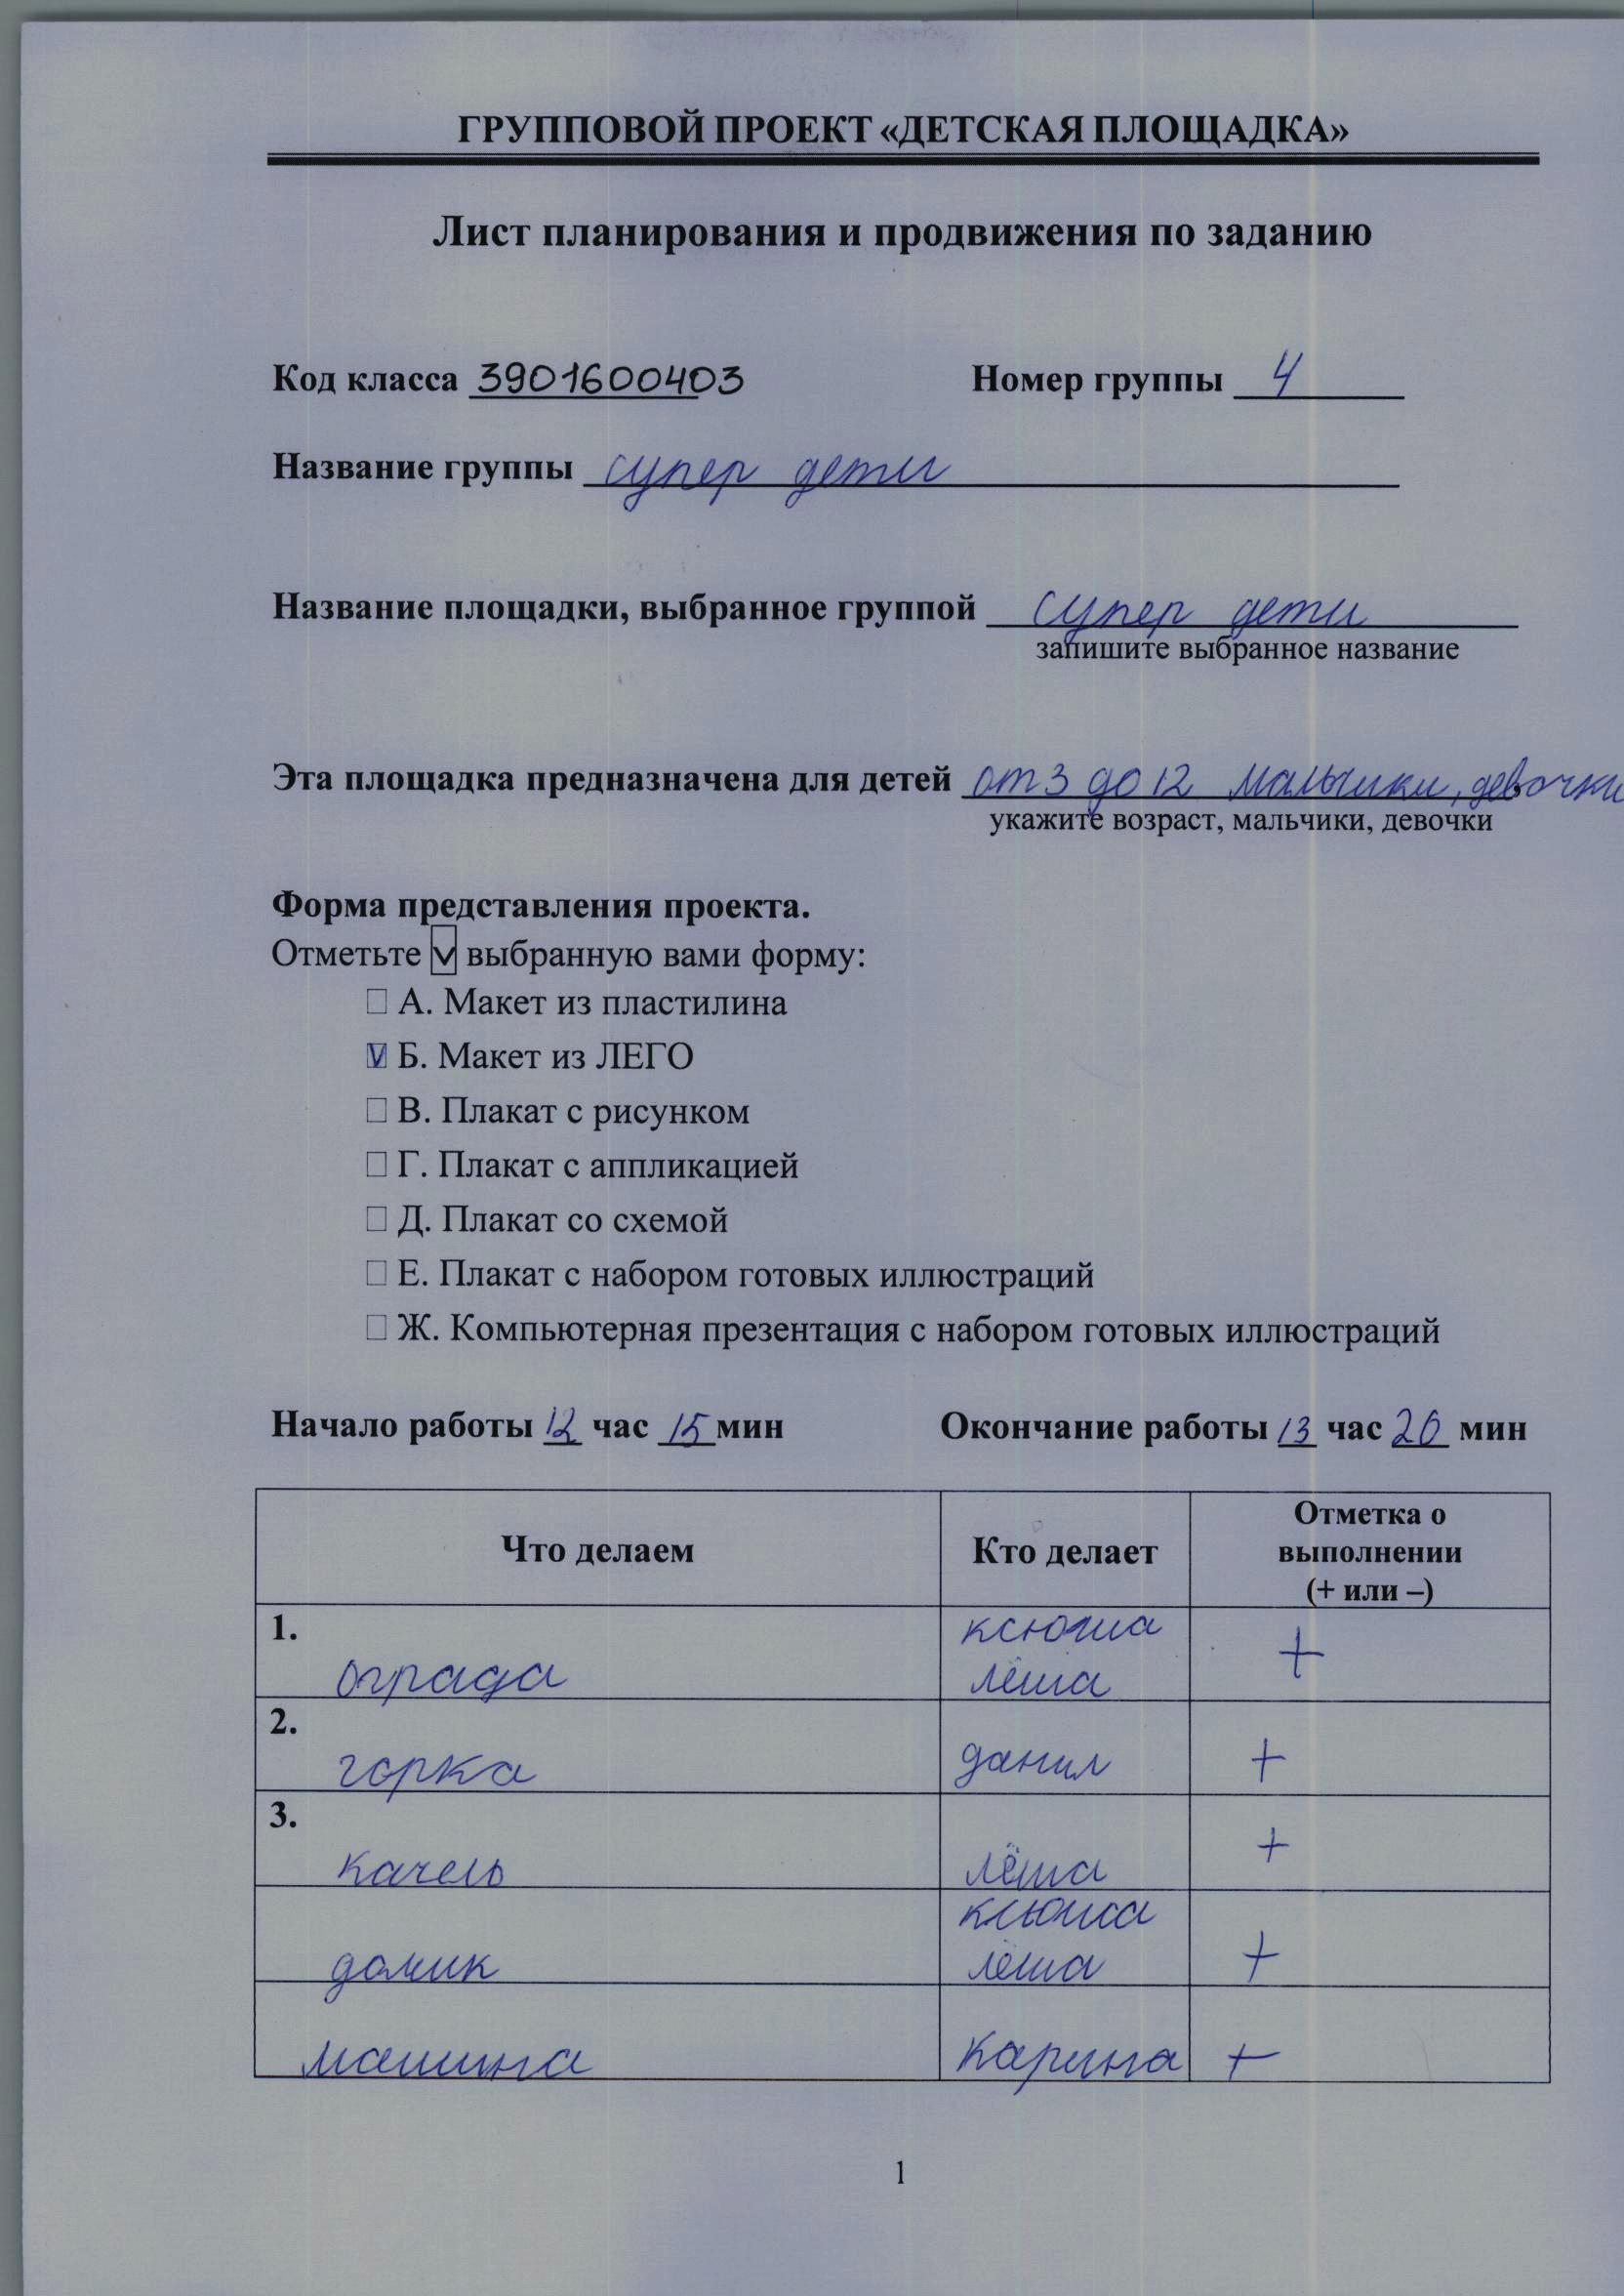 ГРУППОВОЙ ПРОЕКТ «ДЕТСКАЯ ПЛОЩАДКА»
Лист планирования и продвижения по заданию
Код класса 3901600403 Номер группы 4
Название группы супер дети
Название площадки, выбранное группой супер дети
запишите выбранное название
Эта площадка предназначена для детей от 3 до 12 мальчики, девочки
укажите возраст, мальчики, девочки
Форма представления проекта.
Отметьте v выбранную вами форму:
☐ А. Макет из пластилина
☑ Б. Макет из ЛЕГО
☐ В. Плакат с рисунком
☐ Г. Плакат с аппликацией
☐ Д. Плакат со схемой
☐ Е. Плакат с набором готовых иллюстраций
☐ Ж. Компьютерная презентация с набором готовых иллюстраций
Начало работы 12 час 15 мин Окончание работы 13 час 20 мин
Что делаем Кто делает Отметка о
выполнении
(+ или –)
1. ксюша
ограда лёша +
2.
горка данил +
3.
качель лёша +
ксюша
домик лёша +
машина Карина +
1